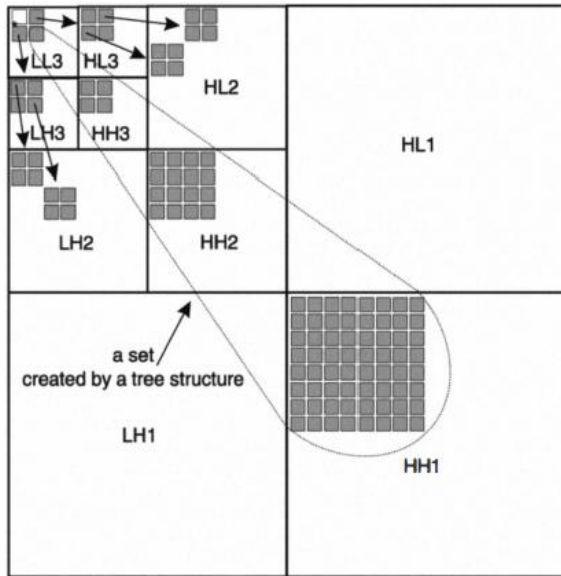 LL3
HL3
HL2
LH3
HH3
HL1
LH2
HH2
a set
created by a tree structure
LH1
HH1